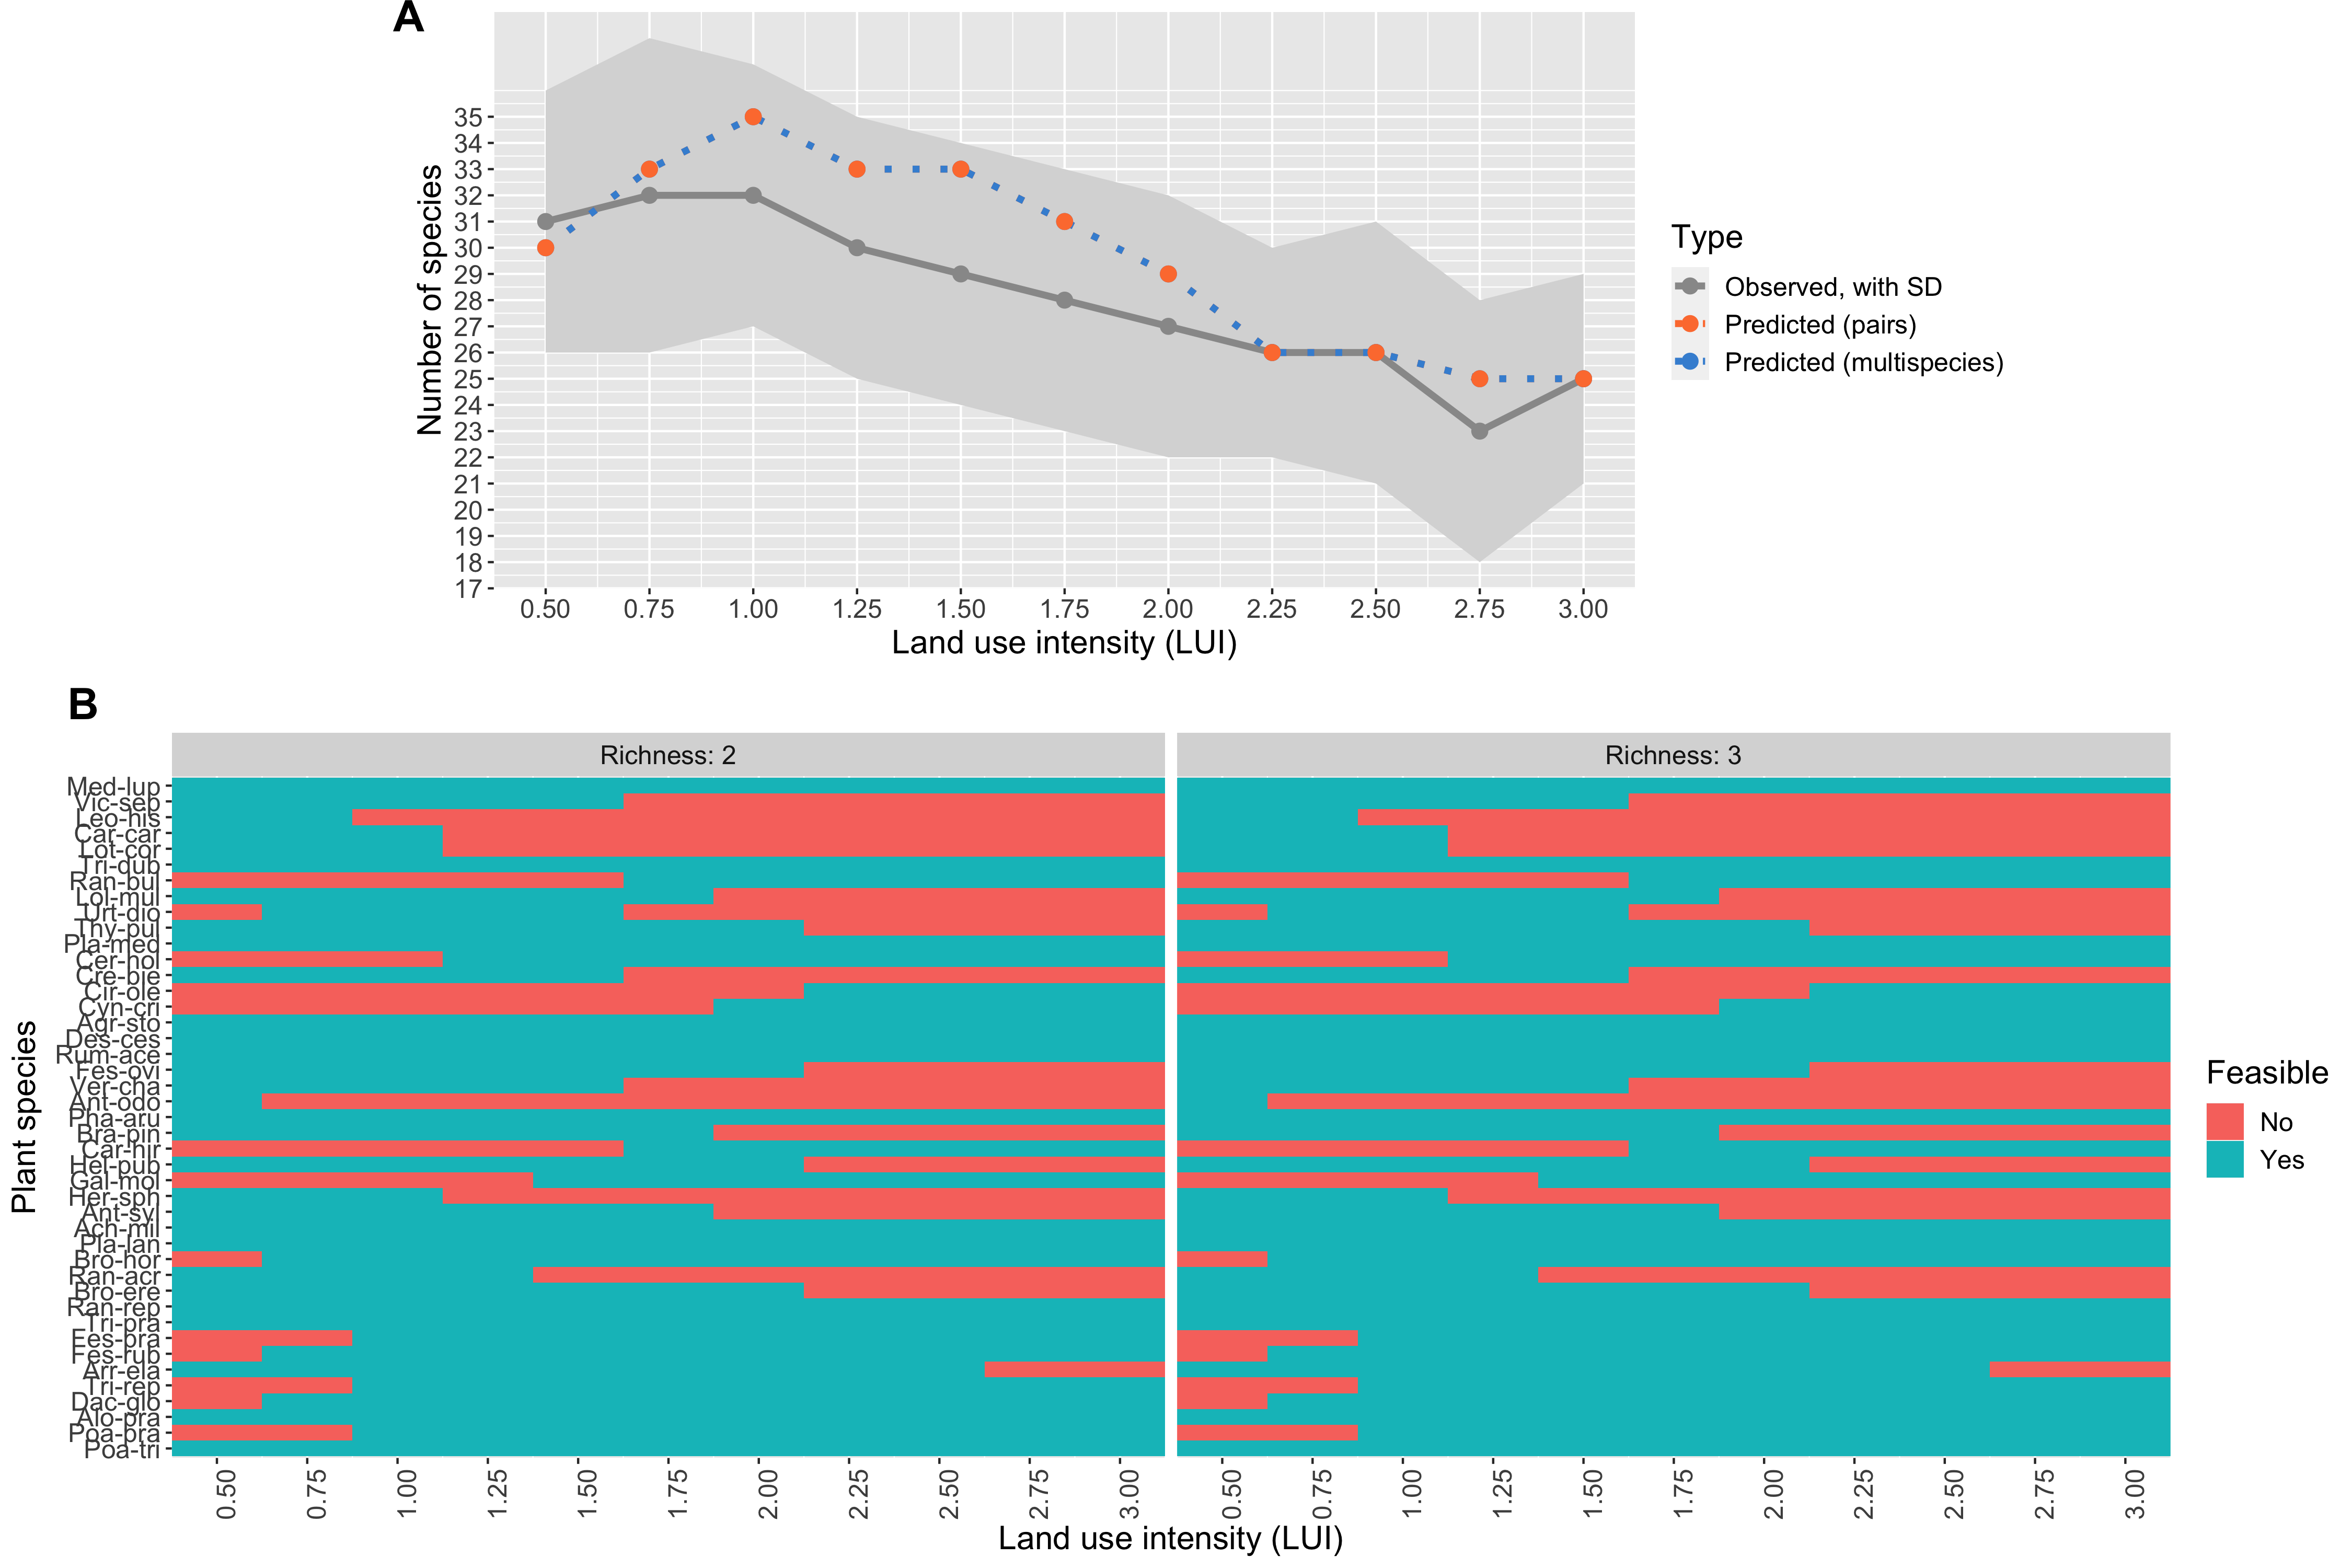 A
Number of species
35
34
33
32
31
30
29
28
27
26
25
24
23
22
21
20
19
18
17
0.50 0.75 1.00 1.25 1.50 1.75 2.00 2.25 2.50 2.75 3.00
Land use intensity (LUI)
Type
Observed, with SD
Predicted (pairs)
Predicted (multispecies)
B
Richness: 2 Richness: 3
Plant species
Med-lup
Vic-sep
Leo-his
Car-car
Lot-cor
Tri-dub
Ran-bul
Lol-mul
Urt-dio
Thy-pul
Pla-med
Cer-hol
Cre-bie
Cir-ole
Cyn-cri
Agr-sto
Des-ces
Rum-ace
Fes-ovi
Ver-cha
Ant-odo
Pha-aru
Bra-pin
Car-hir
Hel-pub
Gal-mol
Her-sph
Ant-syl
Ach-mil
Pla-lan
Bro-hor
Ran-acr
Bro-ere
Ran-rep
Tri-pra
Fes-pra
Fes-rub
Arr-ela
Tri-rep
Dac-glo
Alo-pra
Poa-pra
Poa-tri
0.50 0.75 1.00 1.25 1.50 1.75 2.00 2.25 2.50 2.75 3.00 0.50 0.75 1.00 1.25 1.50 1.75 2.00 2.25 2.50 2.75 3.00
Land use intensity (LUI)
Feasible
No
Yes